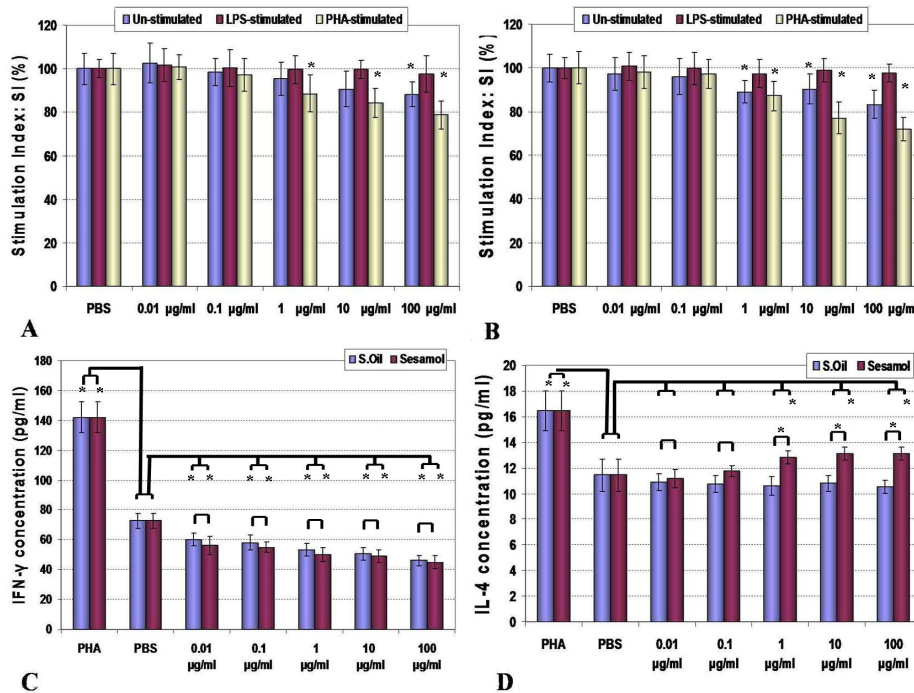 Un-stimulated LPS-stimulated PHA-stimulated
Stimulation Index: SI (%)
120
100
80
60
40
20
0
* * * *
PBS 0.01 µg/ml 0.1 µg/ml 1 µg/ml 10 µg/ml 100 µg/ml
A
Un-stimulated LPS-stimulated PHA-stimulated
Stimulation Index: SI (%)
120
100
80
60
40
20
0
* * * * * *
PBS 0.01 µg/ml 0.1 µg/ml 1 µg/ml 10 µg/ml 100 µg/ml
B
S.Oil Sesamol
IFN-γ concentration (pg/ml)
180
160
140
120
100
80
60
40
20
0
* *
* * * * * * * * * *
PHA PBS 0.01 0.1 1 10 100
µg/ml µg/ml µg/ml µg/ml µg/ml
C
S.Oil Sesamol
IL-4 concentration (pg/ml)
20
18
16
14
12
10
8
6
4
2
0
* *
* * *
* * *
PHA PBS 0.01 0.1 1 10 100
µg/ml µg/ml µg/ml µg/ml µg/ml
D